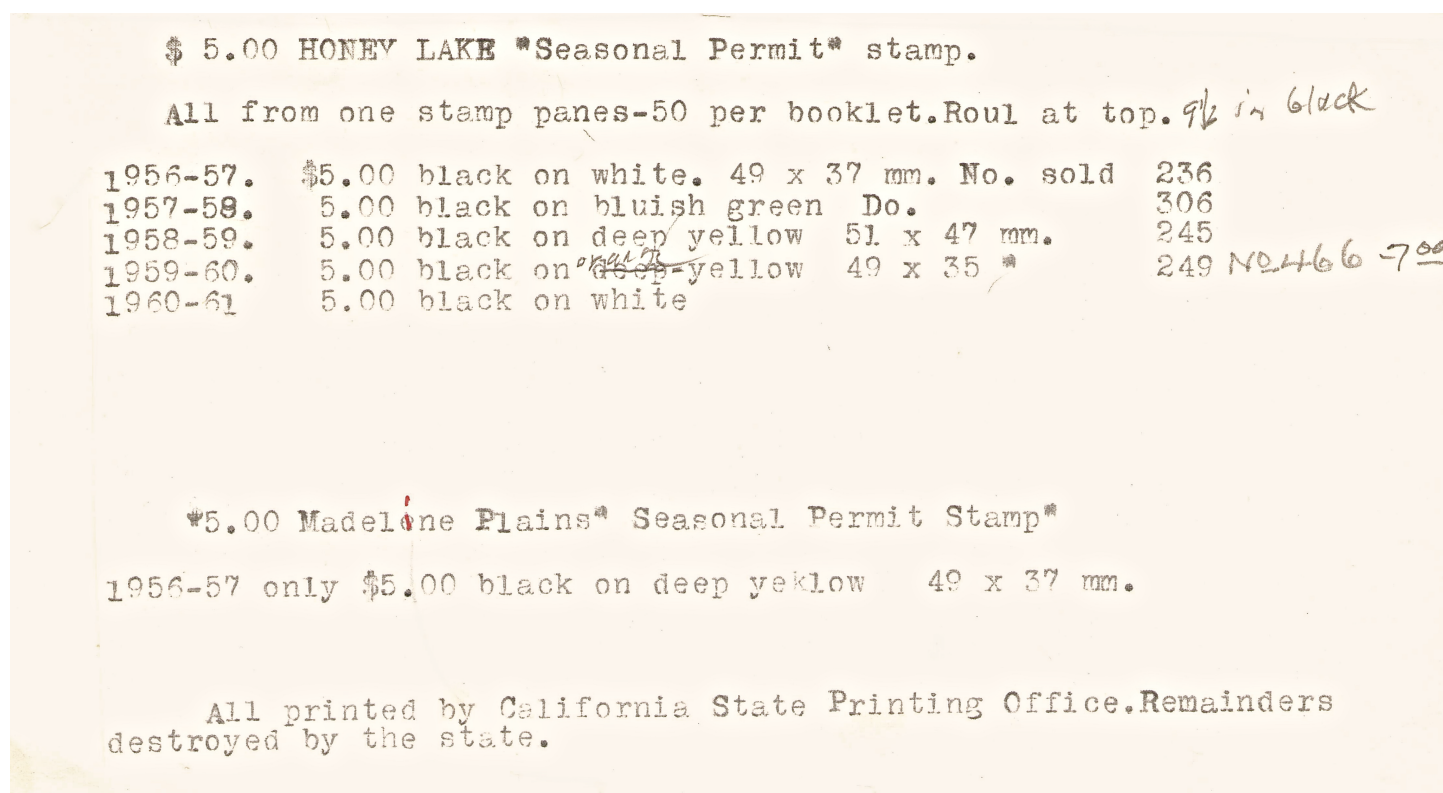 $ 5.00 HONEY LAKE "Seasonal Permit" stamp.
All from one stamp panes-50 per booklet.Roul at top. 9½ in black
1956-57. $5.00 black on white. 49 x 37 mm. No. sold 236
1957-58. 5.00 black on bluish green Do. 306
1958-59. 5.00 black on deep yellow 51 x 47 mm. 245
1959-60. 5.00 black on "orange deep-yellow 49 x 35 " 249 No 466 - 7.00
1960-61 5.00 black on white
"5.00 Madeline Plains" Seasonal Permit Stamp"
1956-57 only $5.00 black on deep yeklow 49 x 37 mm.
All printed by California State Printing Office.Remainders
destroyed by the state.